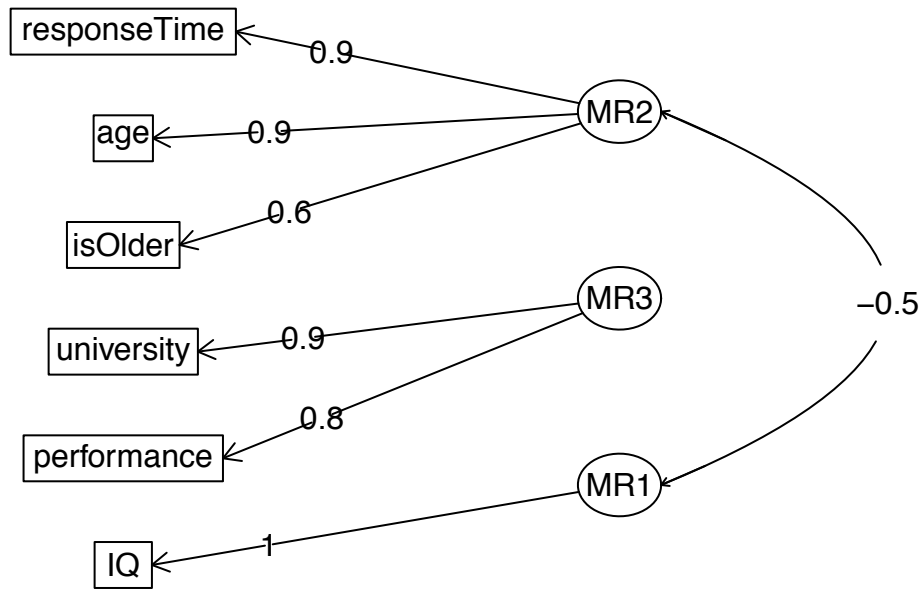 responseTime
0.9
MR2
age
0.9
0.6
isOlder
MR3
−0.5
university
0.9
0.8
performance
MR1
1
IQ